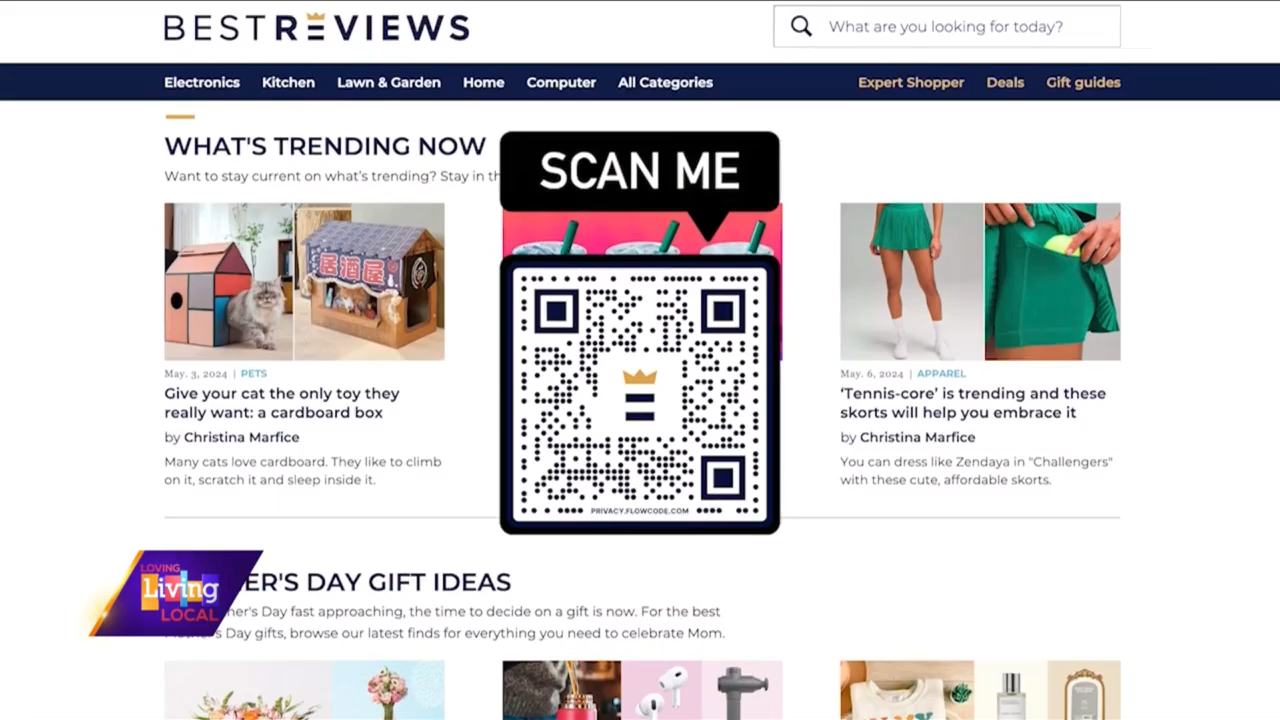 BESTREVIEWS
What are you looking for today?
Electronics Kitchen Lawn & Garden Home Computer All Categories Expert Shopper Deals Gift guides
WHAT'S TRENDING NOW
Want to stay current on what's trending? Stay in th
SCAN ME
居酒屋
May. 3, 2024 | PETS
Give your cat the only toy they
really want: a cardboard box
by Christina Marfice
Many cats love cardboard. They like to climb
on it, scratch it and sleep inside it.
PRIVACY.FLOWCODE.COM
May. 6, 2024 | APPAREL
‘Tennis-core’ is trending and these
skorts will help you embrace it
by Christina Marfice
You can dress like Zendaya in "Challengers"
with these cute, affordable skorts.
LOVING
Living
LOCAL
ER'S DAY GIFT IDEAS
her's Day fast approaching, the time to decide on a gift is now. For the best
Mother's Day gifts, browse our latest finds for everything you need to celebrate Mom.